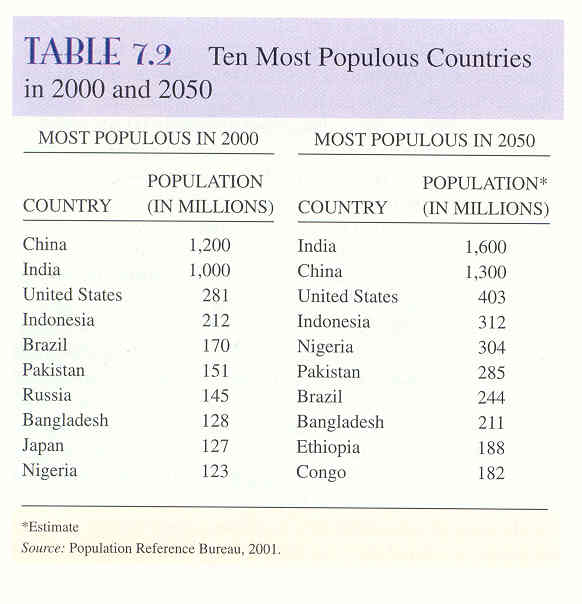 TABLE 7.2 Ten Most Populous Countries
in 2000 and 2050
MOST POPULOUS IN 2000 MOST POPULOUS IN 2050
POPULATION POPULATION*
COUNTRY (IN MILLIONS) COUNTRY (IN MILLIONS)
China 1,200 India 1,600
India 1,000 China 1,300
United States 281 United States 403
Indonesia 212 Indonesia 312
Brazil 170 Nigeria 304
Pakistan 151 Pakistan 285
Russia 145 Brazil 244
Bangladesh 128 Bangladesh 211
Japan 127 Ethiopia 188
Nigeria 123 Congo 182
*Estimate
Source: Population Reference Bureau, 2001.